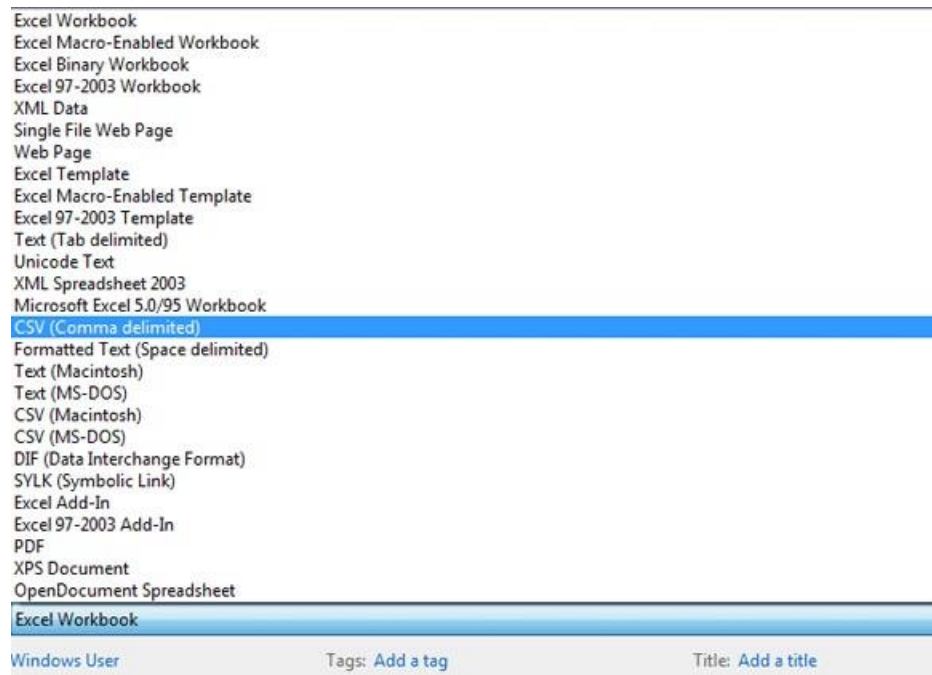 Excel Workbook
Excel Macro-Enabled Workbook
Excel Binary Workbook
Excel 97-2003 Workbook
XML Data
Single File Web Page
Web Page
Excel Template
Excel Macro-Enabled Template
Excel 97-2003 Template
Text (Tab delimited)
Unicode Text
XML Spreadsheet 2003
Microsoft Excel 5.0/95 Workbook
CSV (Comma delimited)
Formatted Text (Space delimited)
Text (Macintosh)
Text (MS-DOS)
CSV (Macintosh)
CSV (MS-DOS)
DIF (Data Interchange Format)
SYLK (Symbolic Link)
Excel Add-In
Excel 97-2003 Add-In
PDF
XPS Document
OpenDocument Spreadsheet
Excel Workbook
Windows User Tags: Add a tag Title: Add a title